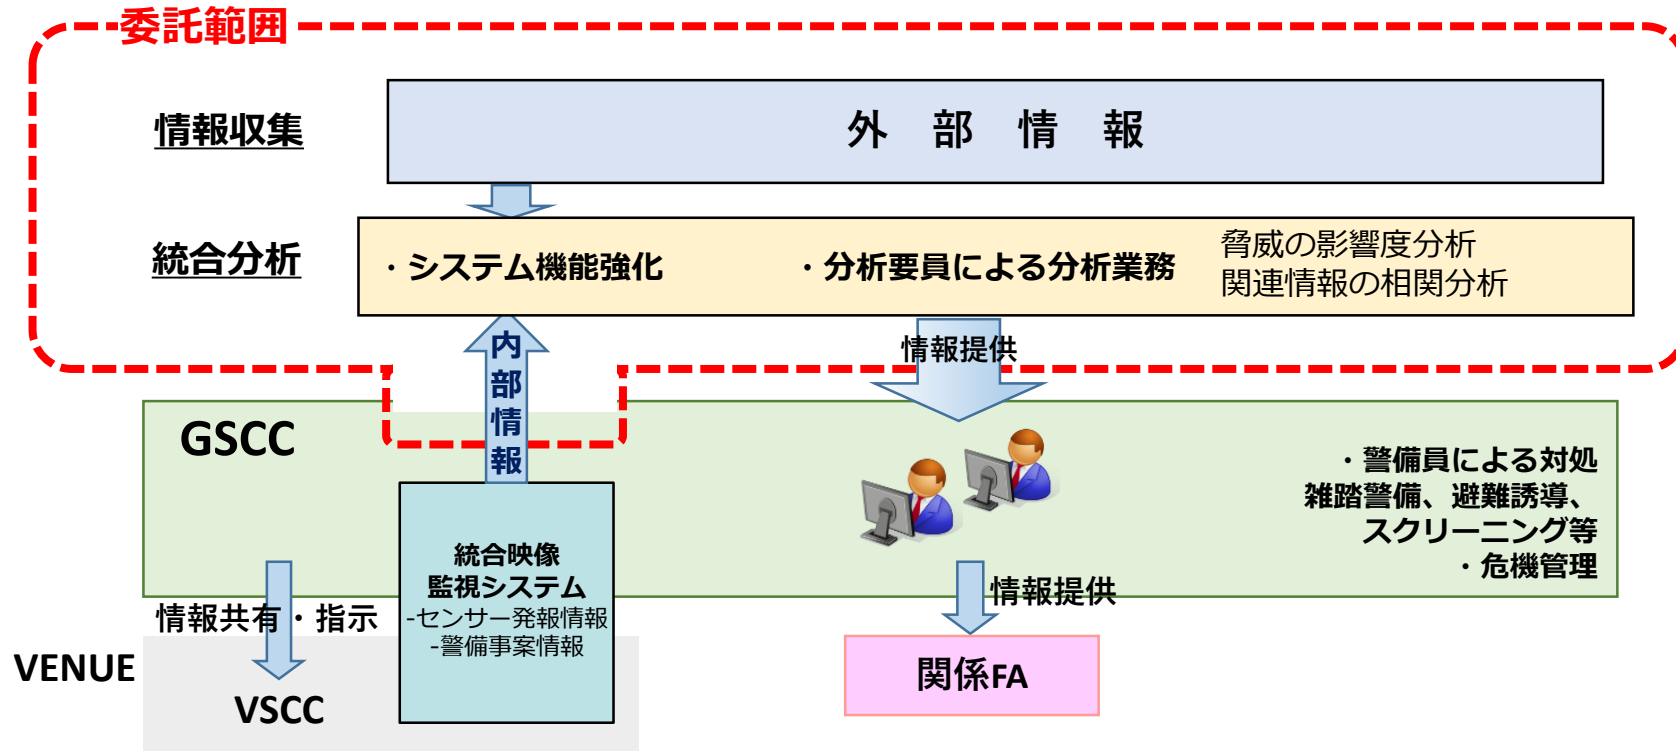 委託範囲
情報収集
外部情報
統合分析
・システム機能強化
・分析要員による分析業務
脅威の影響度分析
関連情報の相関分析
内部情報
情報提供
GSCC
・警備員による対処
雑踏警備、避難誘導、
スクリーニング等
・危機管理
統合映像
監視システム
-センサー発報情報
-警備事案情報
情報共有・指示
情報提供
VENUE
VSCC
関係FA